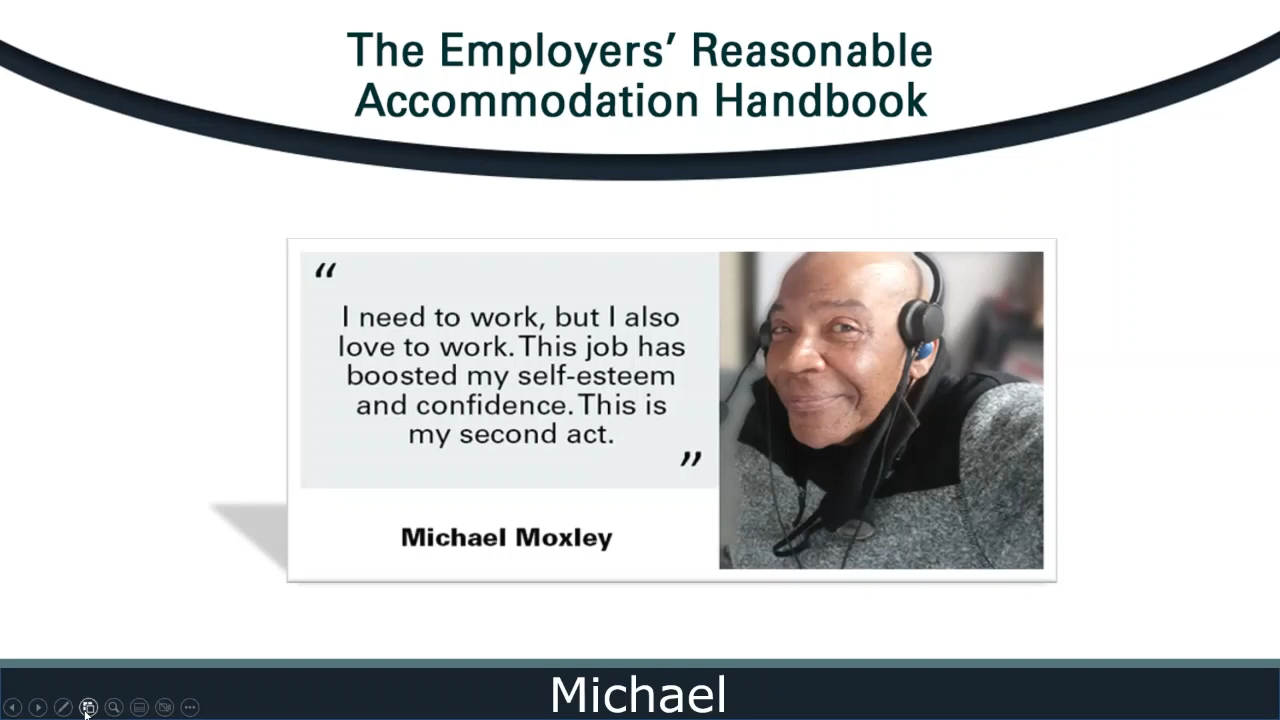 The Employers’ Reasonable
Accommodation Handbook
“
I need to work, but I also
love to work. This job has
boosted my self-esteem
and confidence. This is
my second act.
”
Michael Moxley
Michael